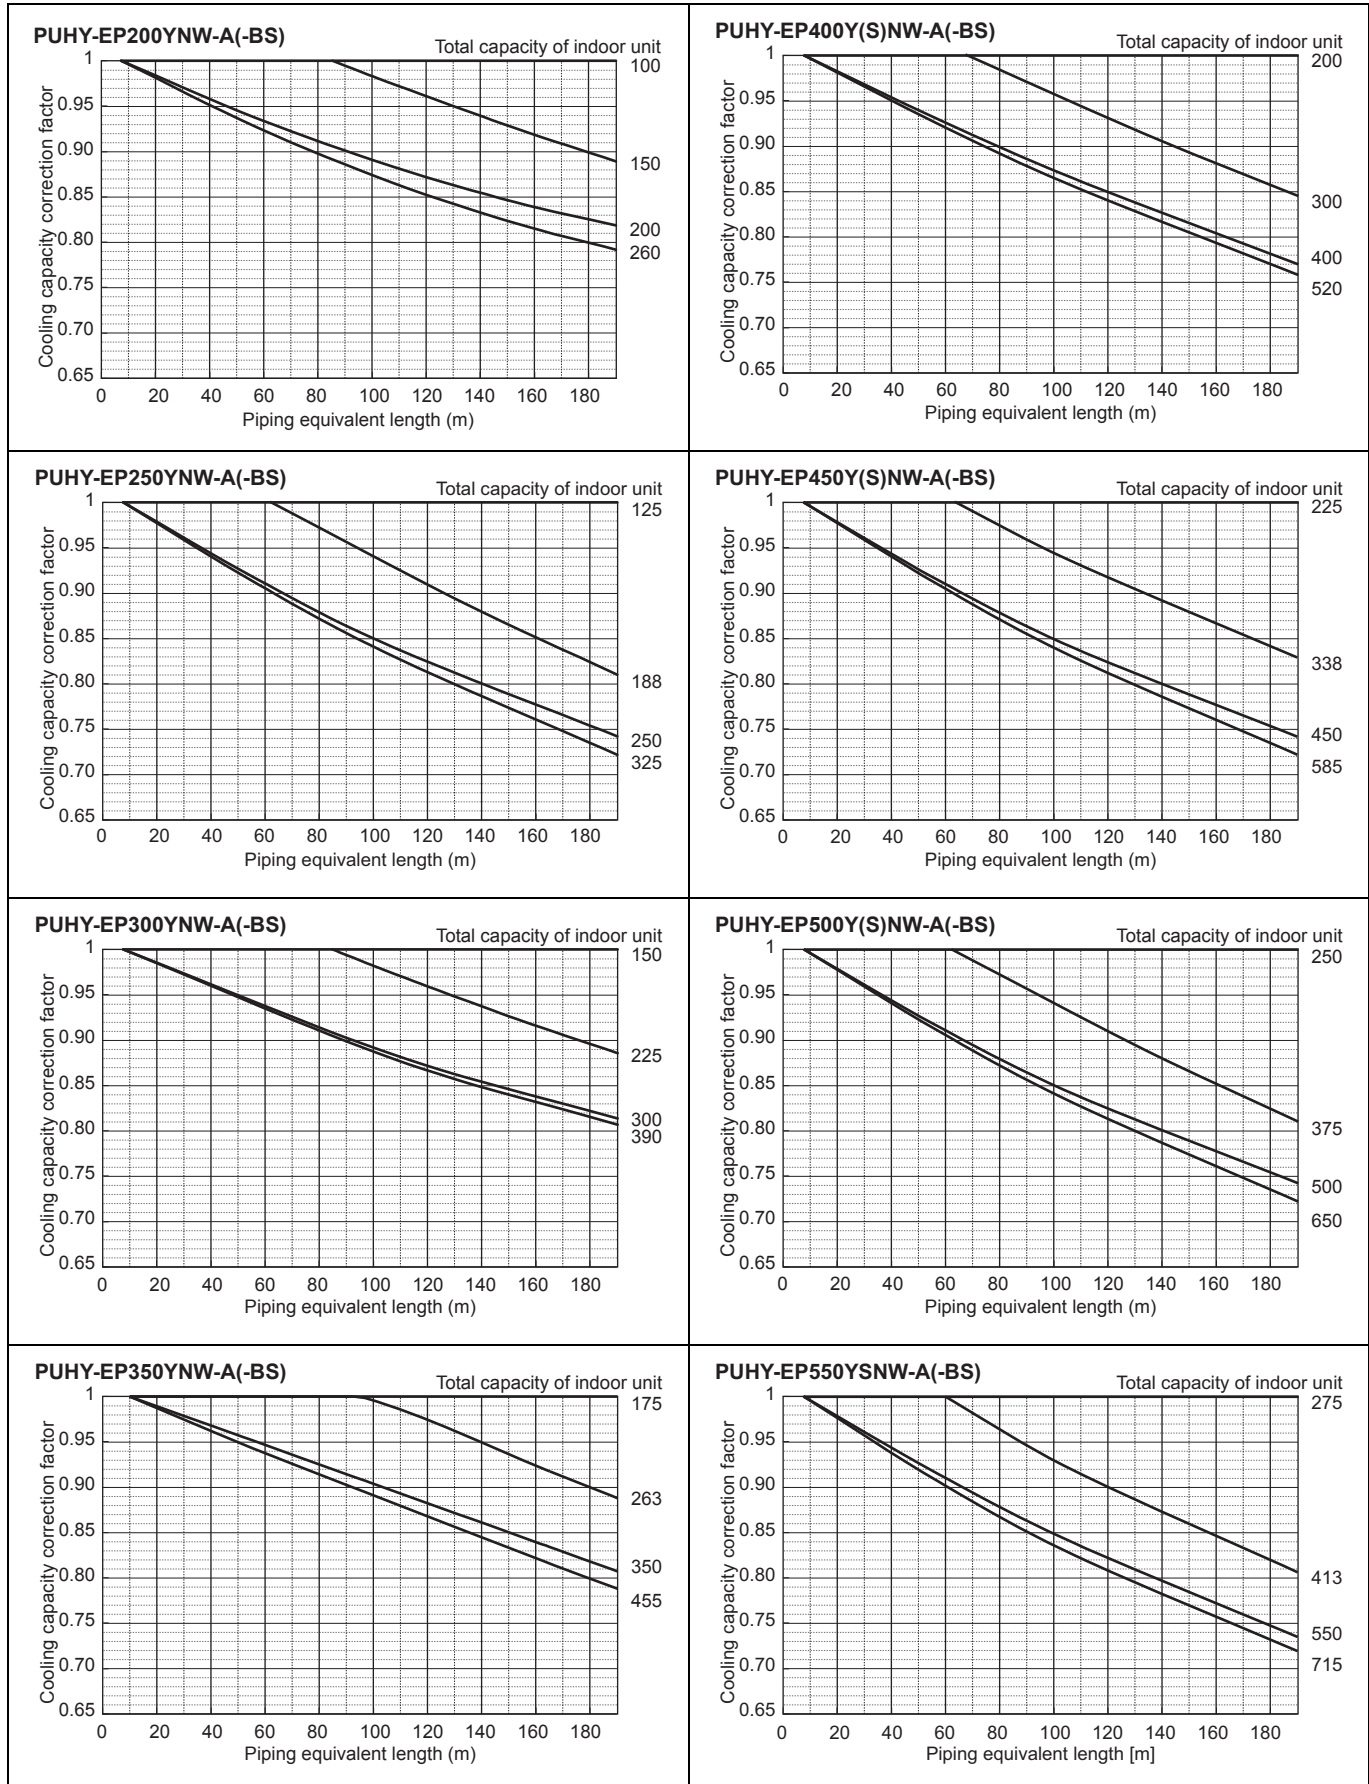 PUHY-EP200YNW-A(-BS)
Total capacity of indoor unit
Cooling capacity correction factor
1
0.95
0.90
0.85
0.80
0.75
0.70
0.65
100
150
200
260
0 20 40 60 80 100 120 140 160 180
Piping equivalent length (m)
PUHY-EP400Y(S)NW-A(-BS)
Total capacity of indoor unit
Cooling capacity correction factor
1
0.95
0.90
0.85
0.80
0.75
0.70
0.65
200
300
400
520
0 20 40 60 80 100 120 140 160 180
Piping equivalent length (m)
PUHY-EP250YNW-A(-BS)
Total capacity of indoor unit
Cooling capacity correction factor
1
0.95
0.90
0.85
0.80
0.75
0.70
0.65
125
188
250
325
0 20 40 60 80 100 120 140 160 180
Piping equivalent length (m)
PUHY-EP450Y(S)NW-A(-BS)
Total capacity of indoor unit
Cooling capacity correction factor
1
0.95
0.90
0.85
0.80
0.75
0.70
0.65
225
338
450
585
0 20 40 60 80 100 120 140 160 180
Piping equivalent length (m)
PUHY-EP300YNW-A(-BS)
Total capacity of indoor unit
Cooling capacity correction factor
1
0.95
0.90
0.85
0.80
0.75
0.70
0.65
150
225
300
390
0 20 40 60 80 100 120 140 160 180
Piping equivalent length (m)
PUHY-EP500Y(S)NW-A(-BS)
Total capacity of indoor unit
Cooling capacity correction factor
1
0.95
0.90
0.85
0.80
0.75
0.70
0.65
250
375
500
650
0 20 40 60 80 100 120 140 160 180
Piping equivalent length (m)
PUHY-EP350YNW-A(-BS)
Total capacity of indoor unit
Cooling capacity correction factor
1
0.95
0.90
0.85
0.80
0.75
0.70
0.65
175
263
350
455
0 20 40 60 80 100 120 140 160 180
Piping equivalent length (m)
PUHY-EP550YSNW-A(-BS)
Total capacity of indoor unit
Cooling capacity correction factor
1
0.95
0.90
0.85
0.80
0.75
0.70
0.65
275
413
550
715
0 20 40 60 80 100 120 140 160 180
Piping equivalent length [m]